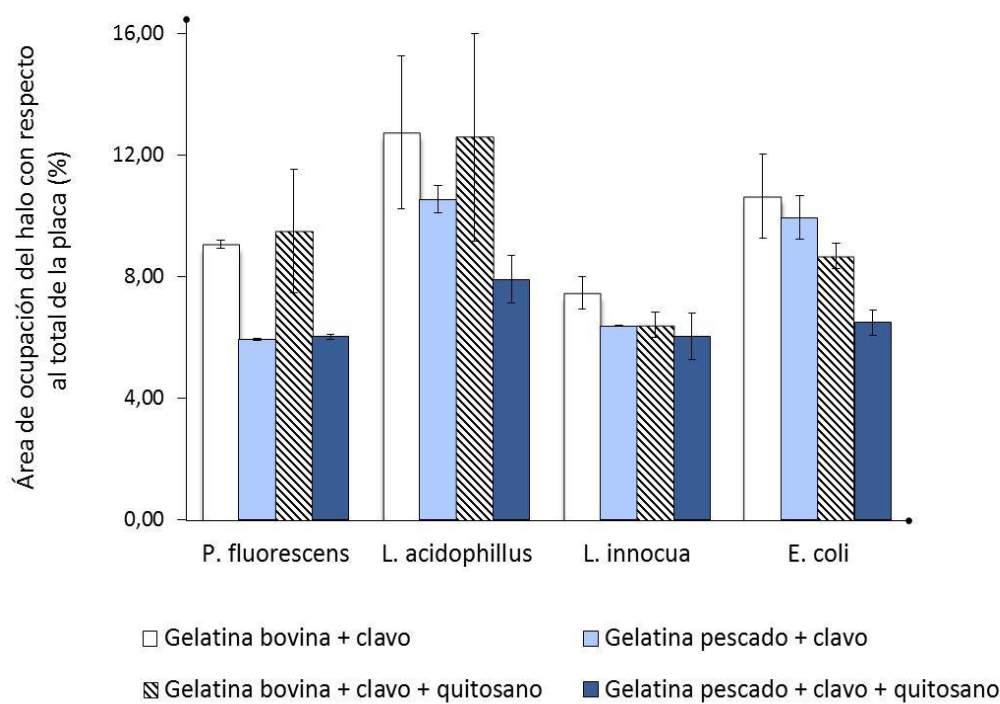 Área de ocupación del halo con respecto
al total de la placa (%)
16,00
12,00
8,00
4,00
0,00
P. fluorescens
L. acidophillus
L. innocua
E. coli
Gelatina bovina + clavo
Gelatina pescado + clavo
Gelatina bovina + clavo + quitosano
Gelatina pescado + clavo + quitosano